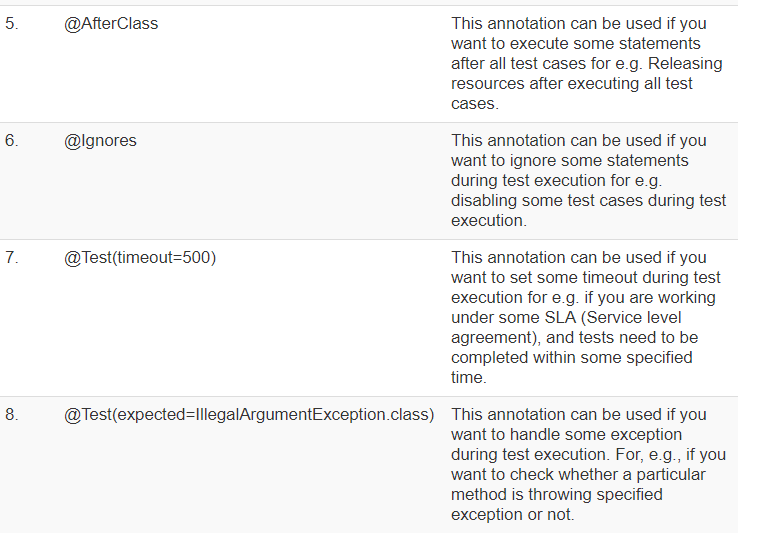 5. @AfterClass This annotation can be used if you
want to execute some statements
after all test cases for e.g. Releasing
resources after executing all test
cases.
6. @Ignores This annotation can be used if you
want to ignore some statements
during test execution for e.g.
disabling some test cases during test
execution.
7. @Test(timeout=500) This annotation can be used if you
want to set some timeout during test
execution for e.g. if you are working
under some SLA (Service level
agreement), and tests need to be
completed within some specified
time.
8. @Test(expected=IllegalArgumentException.class) This annotation can be used if you
want to handle some exception
during test execution. For, e.g., if you
want to check whether a particular
method is throwing specified
exception or not.